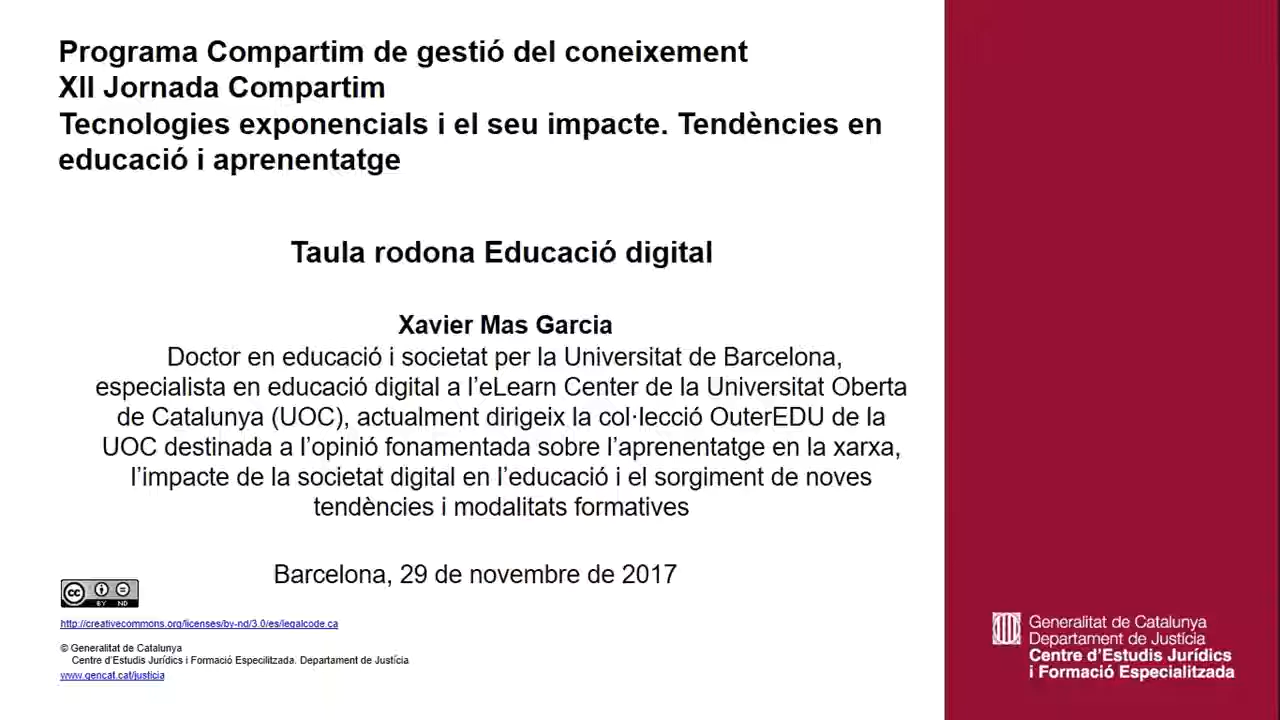 Programa Compartim de gestió del coneixement
XII Jornada Compartim
Tecnologies exponencials i el seu impacte. Tendències en
educació i aprenentatge
Taula rodona Educació digital
Xavier Mas Garcia
Doctor en educació i societat per la Universitat de Barcelona,
especialista en educació digital a l’eLearn Center de la Universitat Oberta
de Catalunya (UOC), actualment dirigeix la col·lecció OuterEDU de la
UOC destinada a l’opinió fonamentada sobre l’aprenentatge en la xarxa,
l’impacte de la societat digital en l’educació i el sorgiment de noves
tendències i modalitats formatives
Barcelona, 29 de novembre de 2017
cc BY ND
http://creativecommons.org/licenses/by-nd/3.0/es/legalcode.ca
© Generalitat de Catalunya
Centre d’Estudis Jurídics i Formació Especilitzada. Departament de Justícia
www.gencat.cat/justicia
Generalitat de Catalunya
Departament de Justícia
Centre d’Estudis Jurídics
i Formació Especialitzada